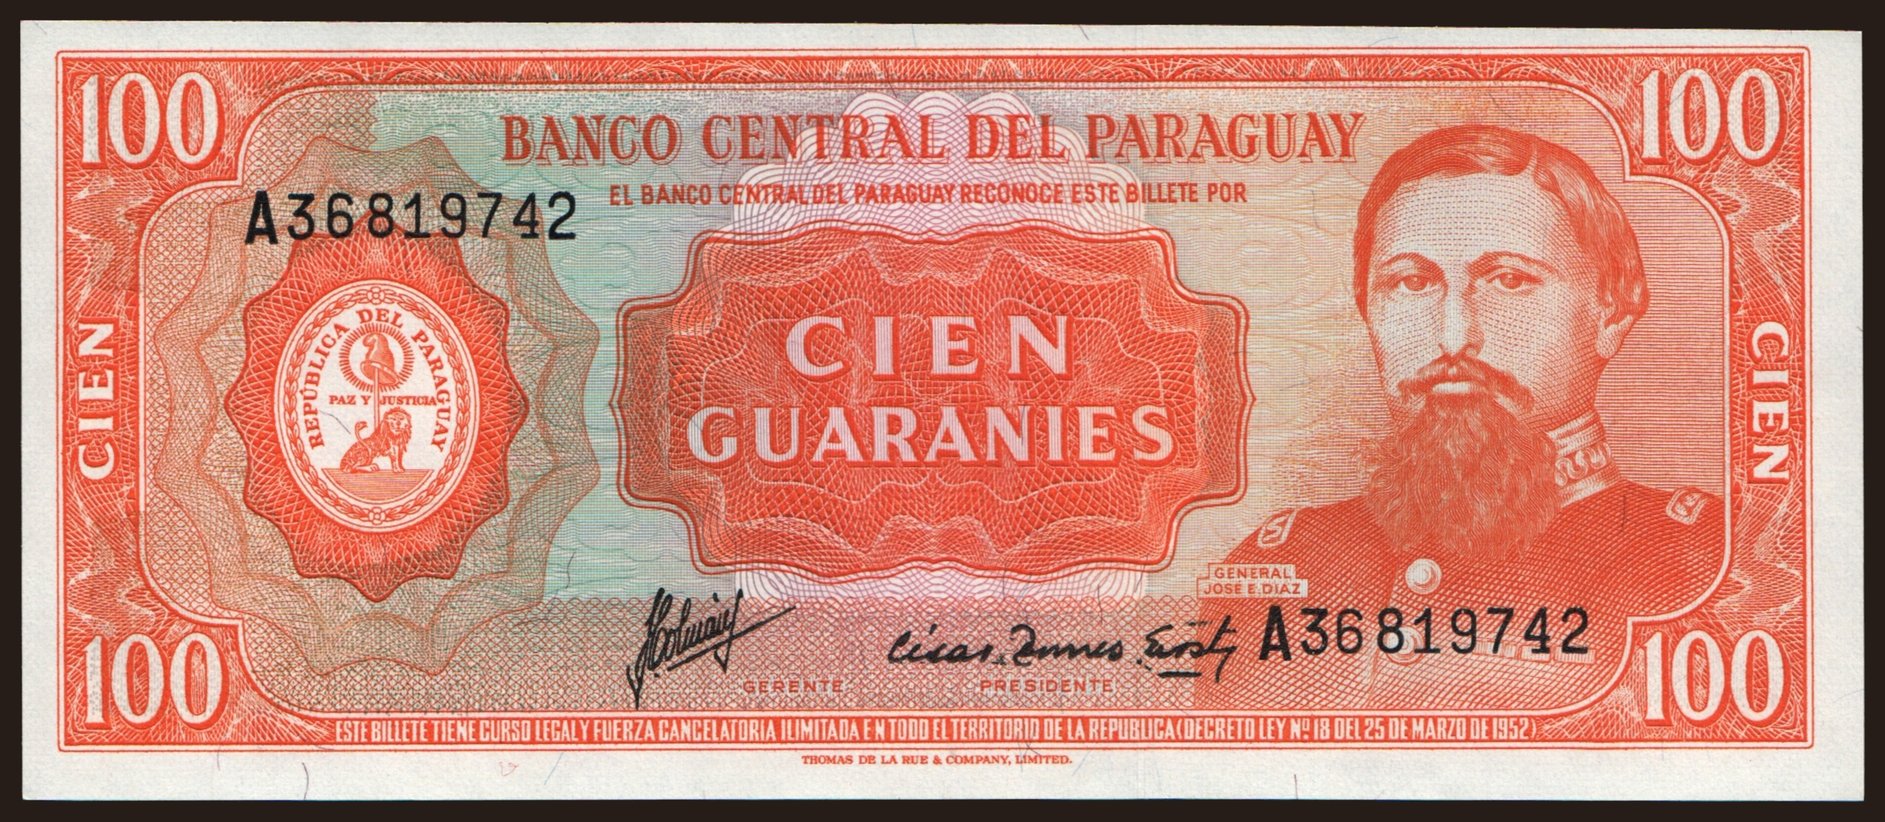 100
100
BANCO CENTRAL DEL PARAGUAY
EL BANCO CENTRAL DEL PARAGUAY RECONOCE ESTE BILLETE POR
A36819742
REPÚBLICA DEL PARAGUAY
PAZ Y JUSTICIA
CIEN
CIEN
GUARANIES
CIEN
GENERAL
JOSÉ E. DIAZ
A36819742
GERENTE
PRESIDENTE
100
100
ESTE BILLETE TIENE CURSO LEGAL Y FUERZA CANCELATORIA ILIMITADA EN TODO EL TERRITORIO DE LA REPUBLICA (DECRETO LEY Nº 18 DEL 25 DE MARZO DE 1952)
THOMAS DE LA RUE & COMPANY, LIMITED.